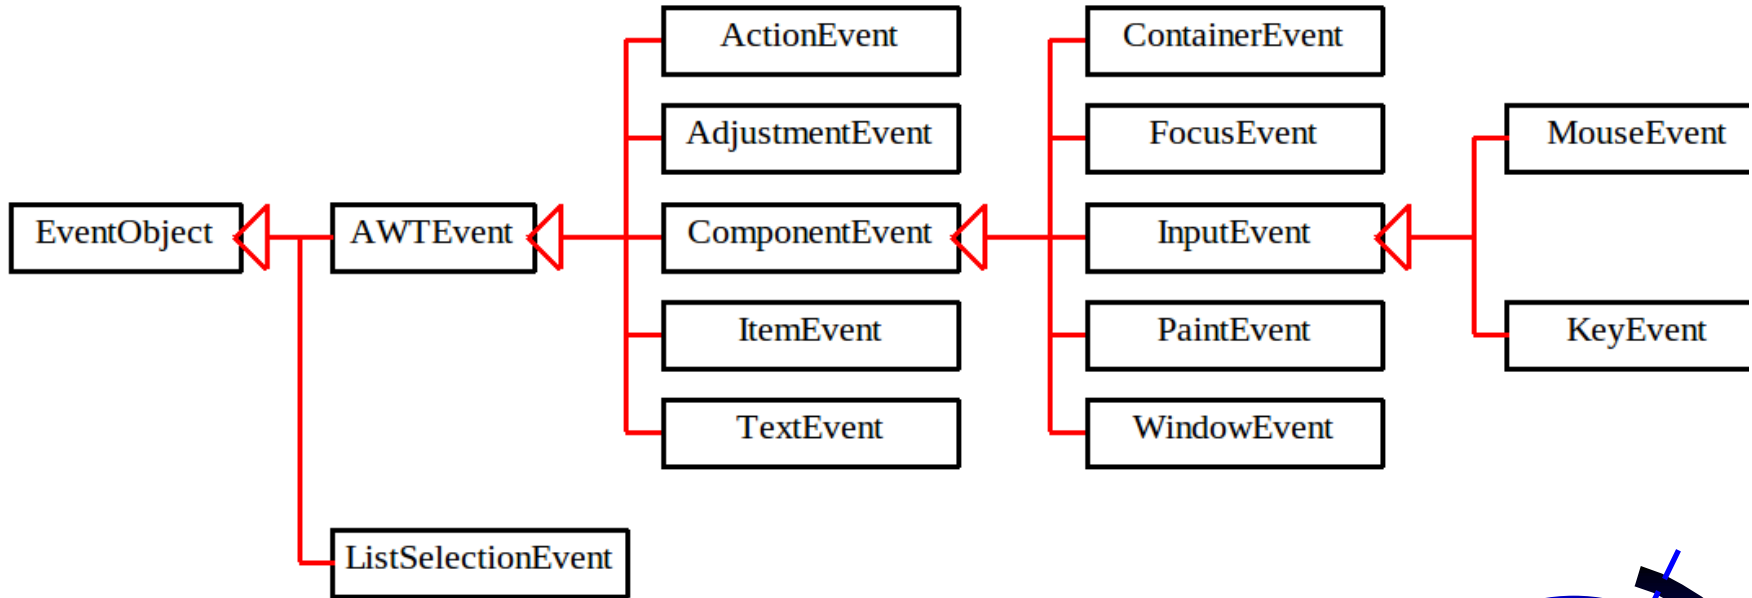 ActionEvent
ContainerEvent
AdjustmentEvent
FocusEvent
MouseEvent
EventObject
AWTEvent
ComponentEvent
InputEvent
ItemEvent
PaintEvent
KeyEvent
TextEvent
WindowEvent
ListSelectionEvent